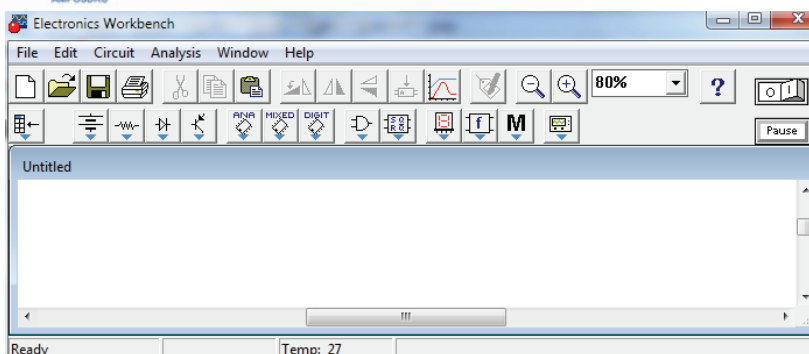 Electronics Workbench
File Edit Circuit Analysis Window Help
80% ?
ANA MIXED DIGIT M
Pause
Untitled
Ready Temp: 27